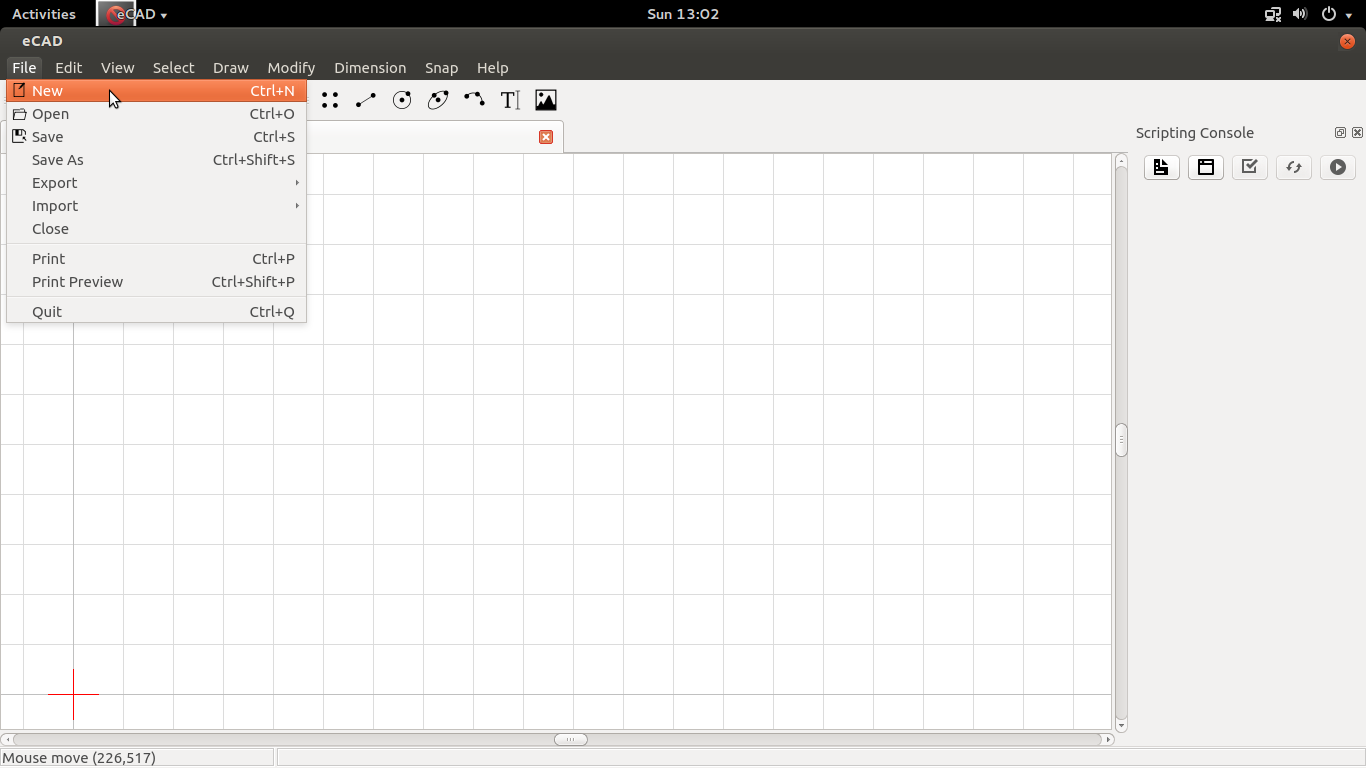 Activities eCAD Sun 13:02
eCAD
File Edit View Select Draw Modify Dimension Snap Help
New Ctrl+N
Open Ctrl+O
Save Ctrl+S
Save As Ctrl+Shift+S
Export
Import
Close
Print Ctrl+P
Print Preview Ctrl+Shift+P
Quit Ctrl+Q
T
Scripting Console
Mouse move (226,517)